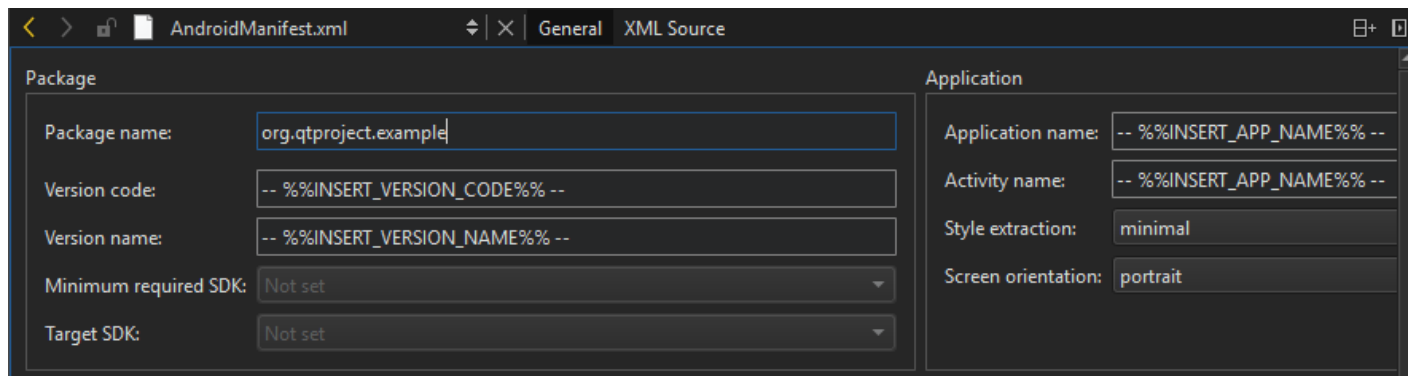 AndroidManifest.xml General XML Source
Package
Package name: org.qtproject.example
Version code: -- %%INSERT_VERSION_CODE%% --
Version name: -- %%INSERT_VERSION_NAME%% --
Minimum required SDK: Not set
Target SDK: Not set
Application
Application name: -- %%INSERT_APP_NAME%% --
Activity name: -- %%INSERT_APP_NAME%% --
Style extraction: minimal
Screen orientation: portrait